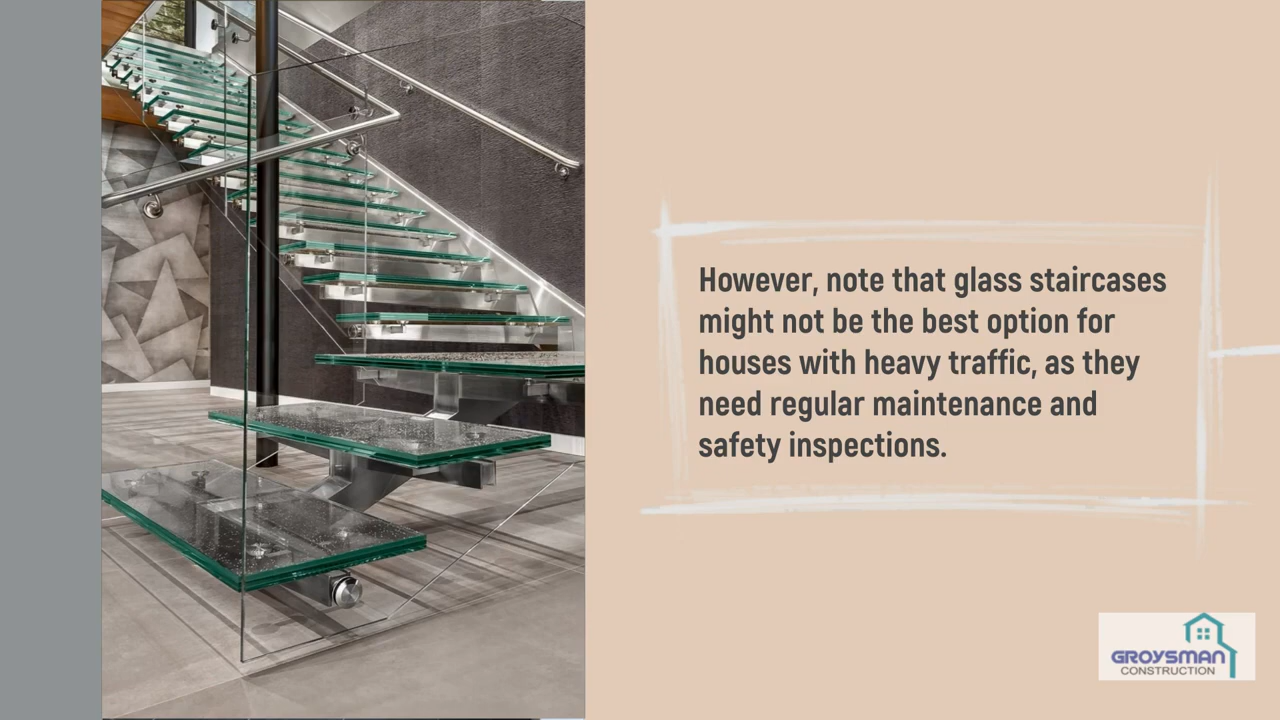 However, note that glass staircases
might not be the best option for
houses with heavy traffic, as they
need regular maintenance and
safety inspections.
GROYSMAN
CONSTRUCTION